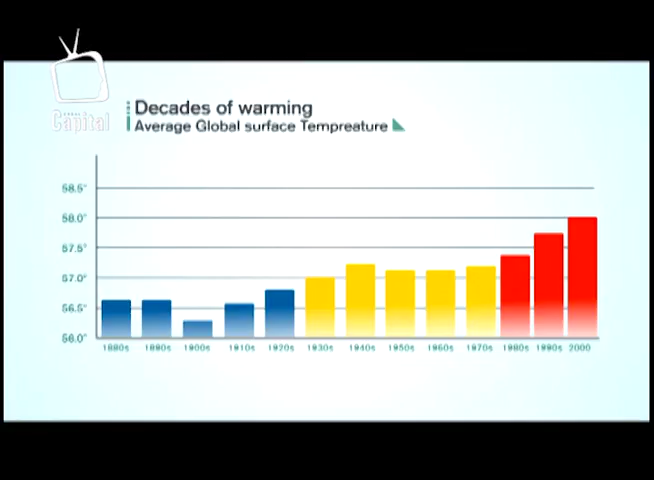 Capital
Decades of warming
Average Global surface Tempreature
58.5°
58.0°
57.5°
57.0°
56.5°
56.0°
1880s 1890s 1900s 1910s 1920s 1930s 1940s 1950s 1960s 1970s 1980s 1990s 2000